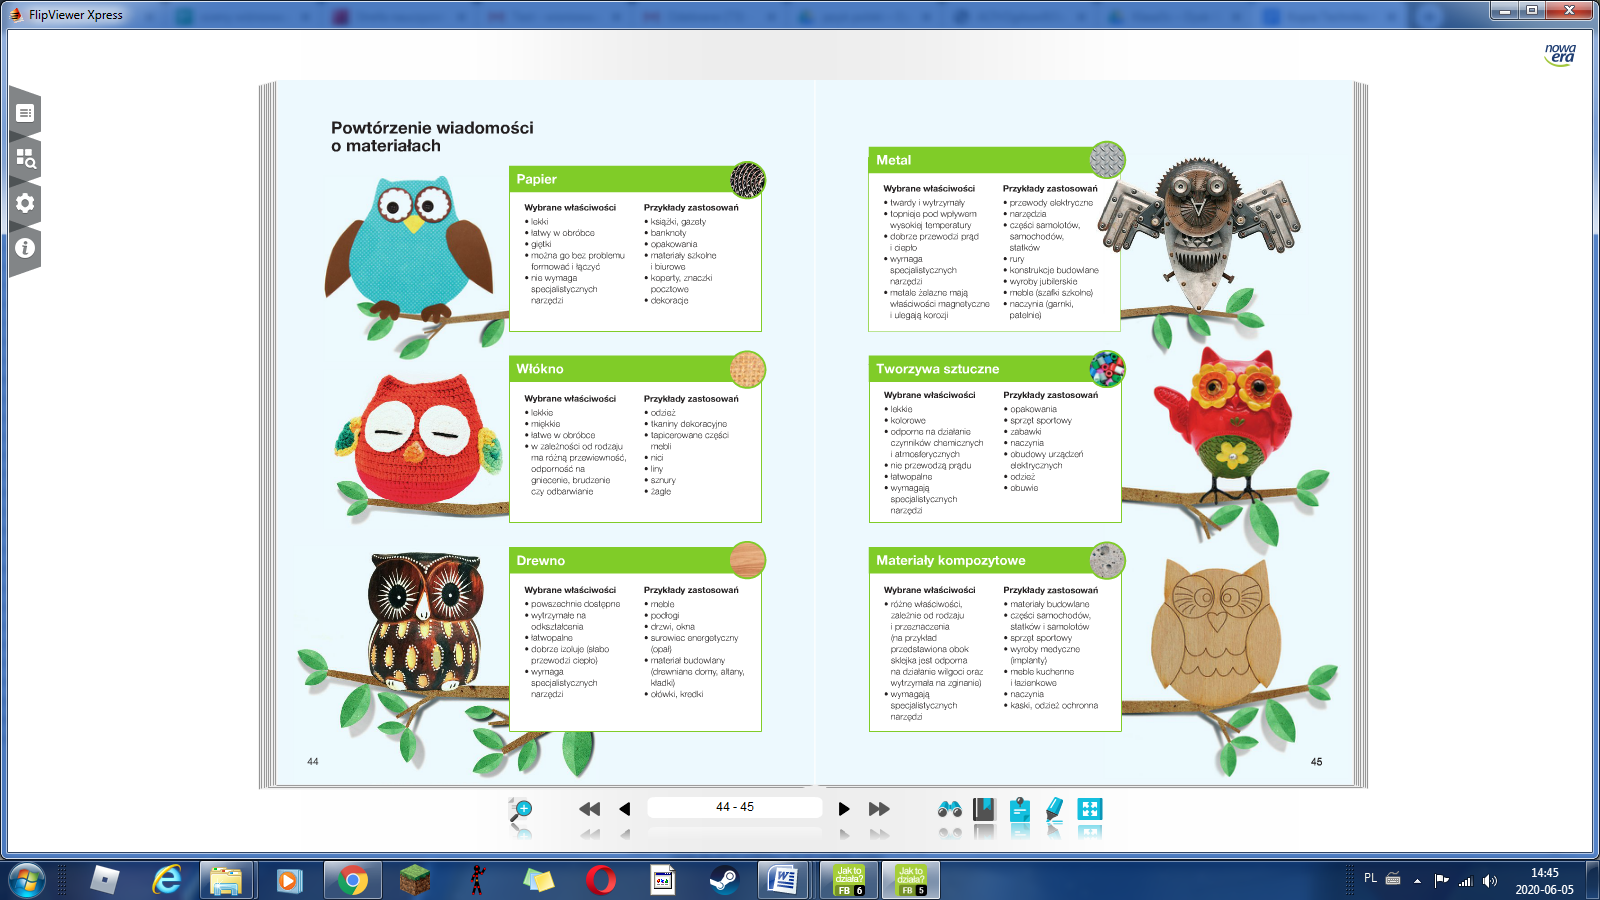 FlipViewer Xpress
nowa
era
Powtórzenie wiadomości
o materiałach
Papier
Wybrane właściwości
• lekki
• łatwy w obróbce
• giętki
• można go bez problemu
formować i łączyć
• nie wymaga
specjalistycznych
narzędzi
Przykłady zastosowań
• książki, gazety
• banknoty
• opakowania
• materiały szkolne
i biurowe
• koperty, znaczki
pocztowe
• dekoracje
Włókno
Wybrane właściwości
• lekkie
• miękkie
• łatwe w obróbce
• w zależności od rodzaju
ma różną przewiewność,
odporność na
gniecenie, brudzenie
czy odbarwianie
Przykłady zastosowań
• odzież
• tkaniny dekoracyjne
• tapicerowane części
mebli
• nici
• liny
• sznury
• żagle
Drewno
Wybrane właściwości
• powszechnie dostępne
• wytrzymałe na
odkształcenia
• łatwopalne
• dobrze izoluje (słabo
przewodzi ciepło)
• wymaga
specjalistycznych
narzędzi
Przykłady zastosowań
• meble
• podłogi
• drzwi, okna
• surowiec energetyczny
(opał)
• materiał budowlany
(drewniane domy, altany,
kładki)
• ołówki, kredki
44
Metal
Wybrane właściwości
• twardy i wytrzymały
• topnieje pod wpływem
wysokiej temperatury
• dobrze przewodzi prąd
i ciepło
• wymaga
specjalistycznych
narzędzi
• metale żelazne mają
właściwości magnetyczne
i ulegają korozji
Przykłady zastosowań
• przewody elektryczne
• narzędzia
• części samolotów,
samochodów,
statków
• rury
• konstrukcje budowlane
• wyroby jubilerskie
• meble (szafki szkolne)
• naczynia (garnki,
patelnie)
Tworzywa sztuczne
Wybrane właściwości
• lekkie
• kolorowe
• odporne na działanie
czynników chemicznych
i atmosferycznych
• nie przewodzą prądu
• łatwopalne
• wymagają
specjalistycznych
narzędzi
Przykłady zastosowań
• opakowania
• sprzęt sportowy
• zabawki
• naczynia
• obudowy urządzeń
elektrycznych
• odzież
• obuwie
Materiały kompozytowe
Wybrane właściwości
• różne właściwości,
zależnie od rodzaju
i przeznaczenia
(na przykład
przedstawiona obok
sklejka jest odporna
na działanie wilgoci oraz
wytrzymała na zginanie)
• wymagają
specjalistycznych
narzędzi
Przykłady zastosowań
• materiały budowlane
• części samochodów,
statków i samolotów
• sprzęt sportowy
• wyroby medyczne
(implanty)
• meble kuchenne
i łazienkowe
• naczynia
• kaski, odzież ochronna
45
44 - 45
Jak to
działa?
FB 6
Jak to
działa?
FB 5
PL
14:45
2020-06-05